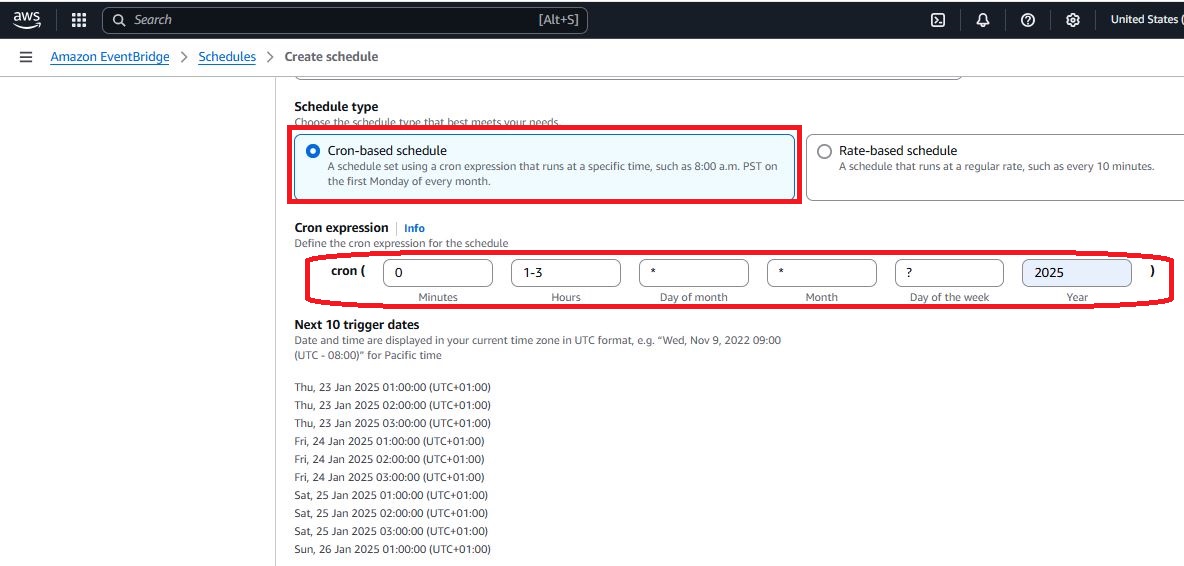 aws Search [Alt+S] United States (
Amazon EventBridge > Schedules > Create schedule
Schedule type
Choose the schedule type that best meets your needs.
Cron-based schedule
A schedule set using a cron expression that runs at a specific time, such as 8:00 a.m. PST on
the first Monday of every month.
Rate-based schedule
A schedule that runs at a regular rate, such as every 10 minutes.
Cron expression Info
Define the cron expression for the schedule
cron ( 0 1-3 * * ? 2025 )
Minutes Hours Day of month Month Day of the week Year
Next 10 trigger dates
Date and time are displayed in your current time zone in UTC format, e.g. “Wed, Nov 9, 2022 09:00
(UTC - 08:00)” for Pacific time
Thu, 23 Jan 2025 01:00:00 (UTC+01:00)
Thu, 23 Jan 2025 02:00:00 (UTC+01:00)
Thu, 23 Jan 2025 03:00:00 (UTC+01:00)
Fri, 24 Jan 2025 01:00:00 (UTC+01:00)
Fri, 24 Jan 2025 02:00:00 (UTC+01:00)
Fri, 24 Jan 2025 03:00:00 (UTC+01:00)
Sat, 25 Jan 2025 01:00:00 (UTC+01:00)
Sat, 25 Jan 2025 02:00:00 (UTC+01:00)
Sat, 25 Jan 2025 03:00:00 (UTC+01:00)
Sun, 26 Jan 2025 01:00:00 (UTC+01:00)